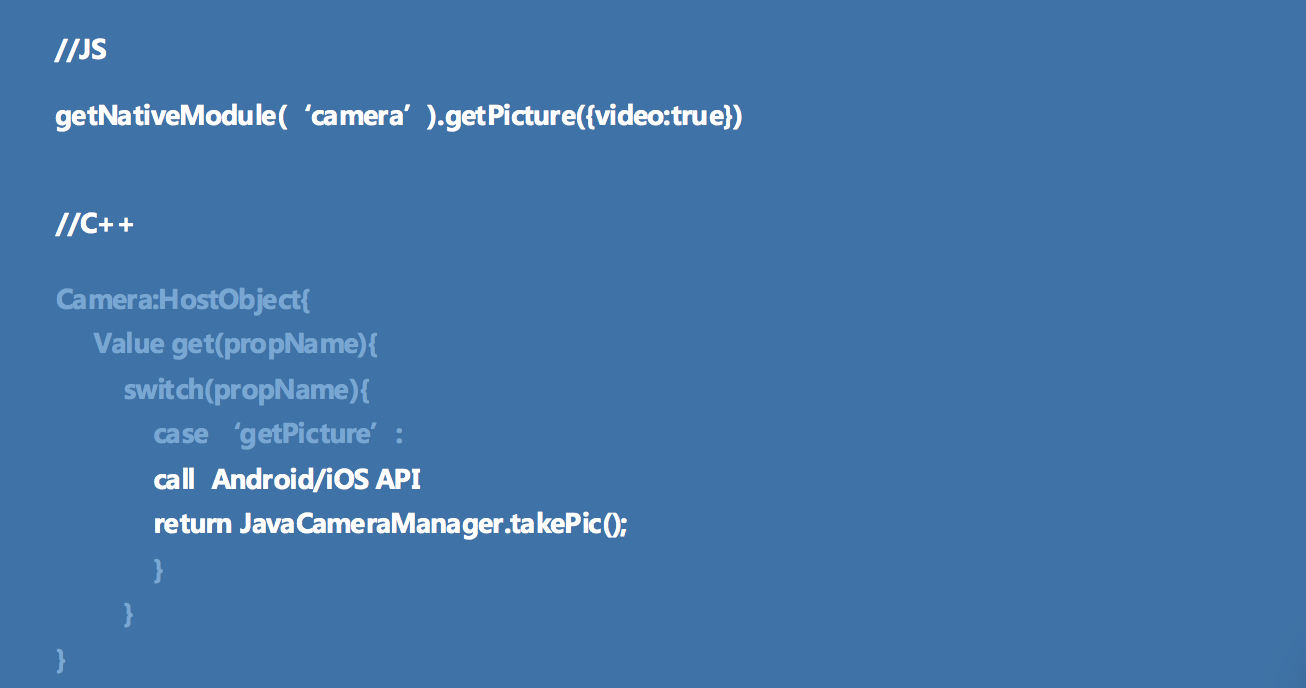 //JS
getNativeModule( ‘camera’ ).getPicture({video:true})
//C++
Camera:HostObject{
Value get(propName){
switch(propName){
case ‘getPicture’ :
call Android/iOS API
return JavaCameraManager.takePic();
}
}
}